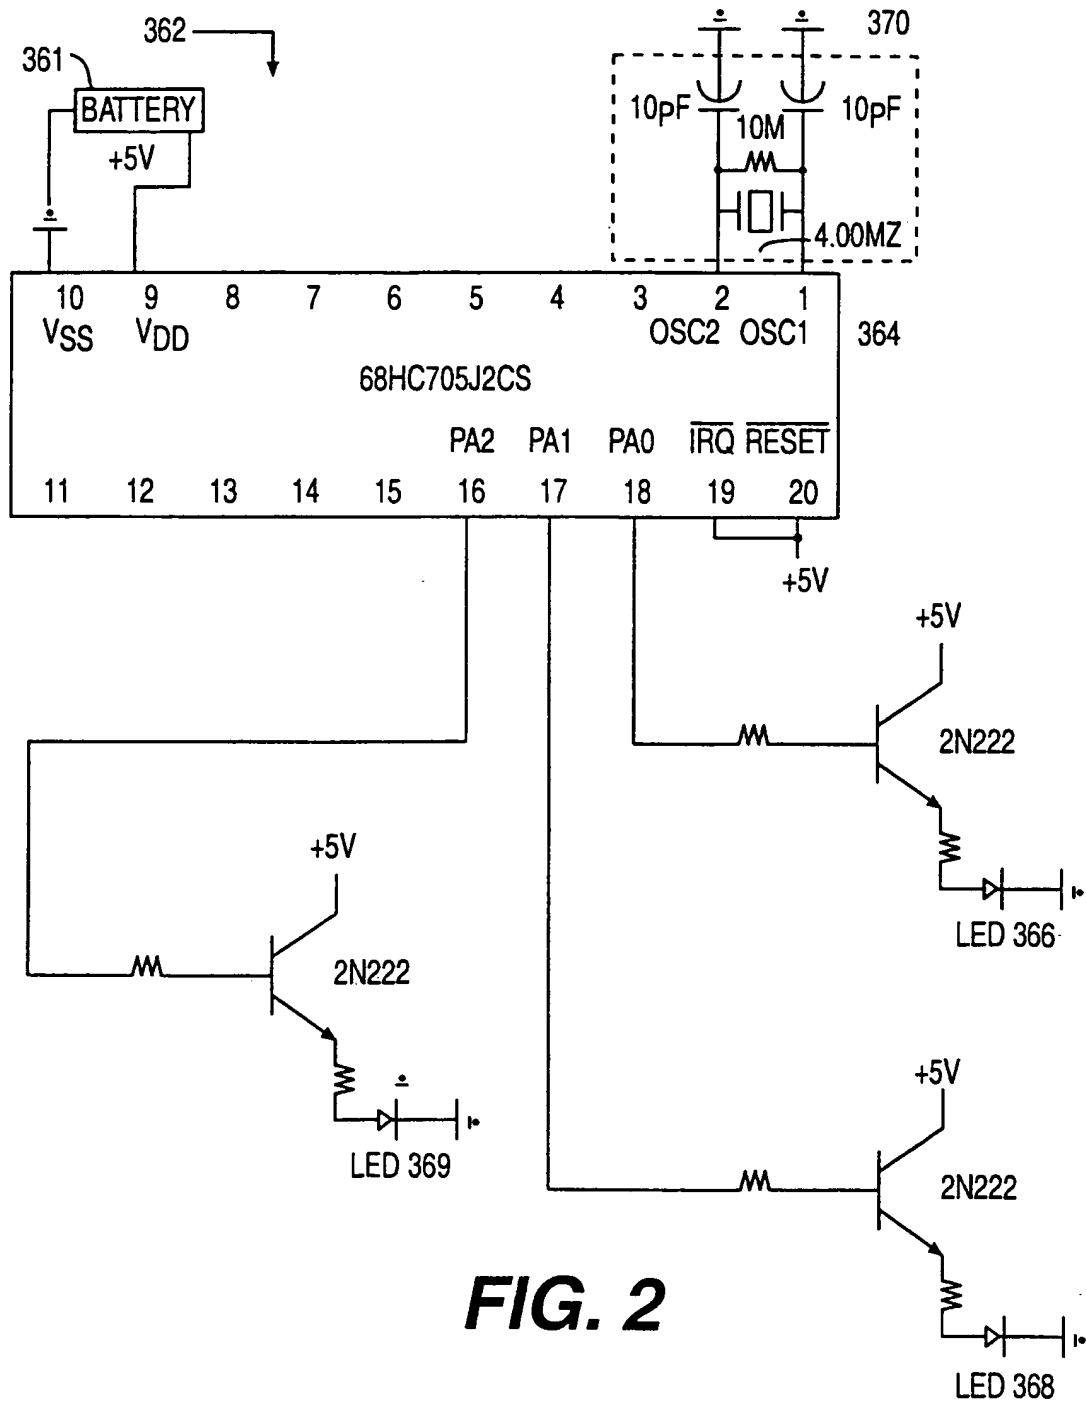 362
370
361
BATTERY
+5V
10pF
10M
10pF
4.00MZ
10 9 8 7 6 5 4 3 2 1
VSS VDD OSC2 OSC1
364
68HC705J2CS
PA2 PA1 PA0 IRQ RESET
11 12 13 14 15 16 17 18 19 20
+5V
+5V
2N222
LED 366
+5V
2N222
LED 369
+5V
2N222
LED 368
FIG. 2